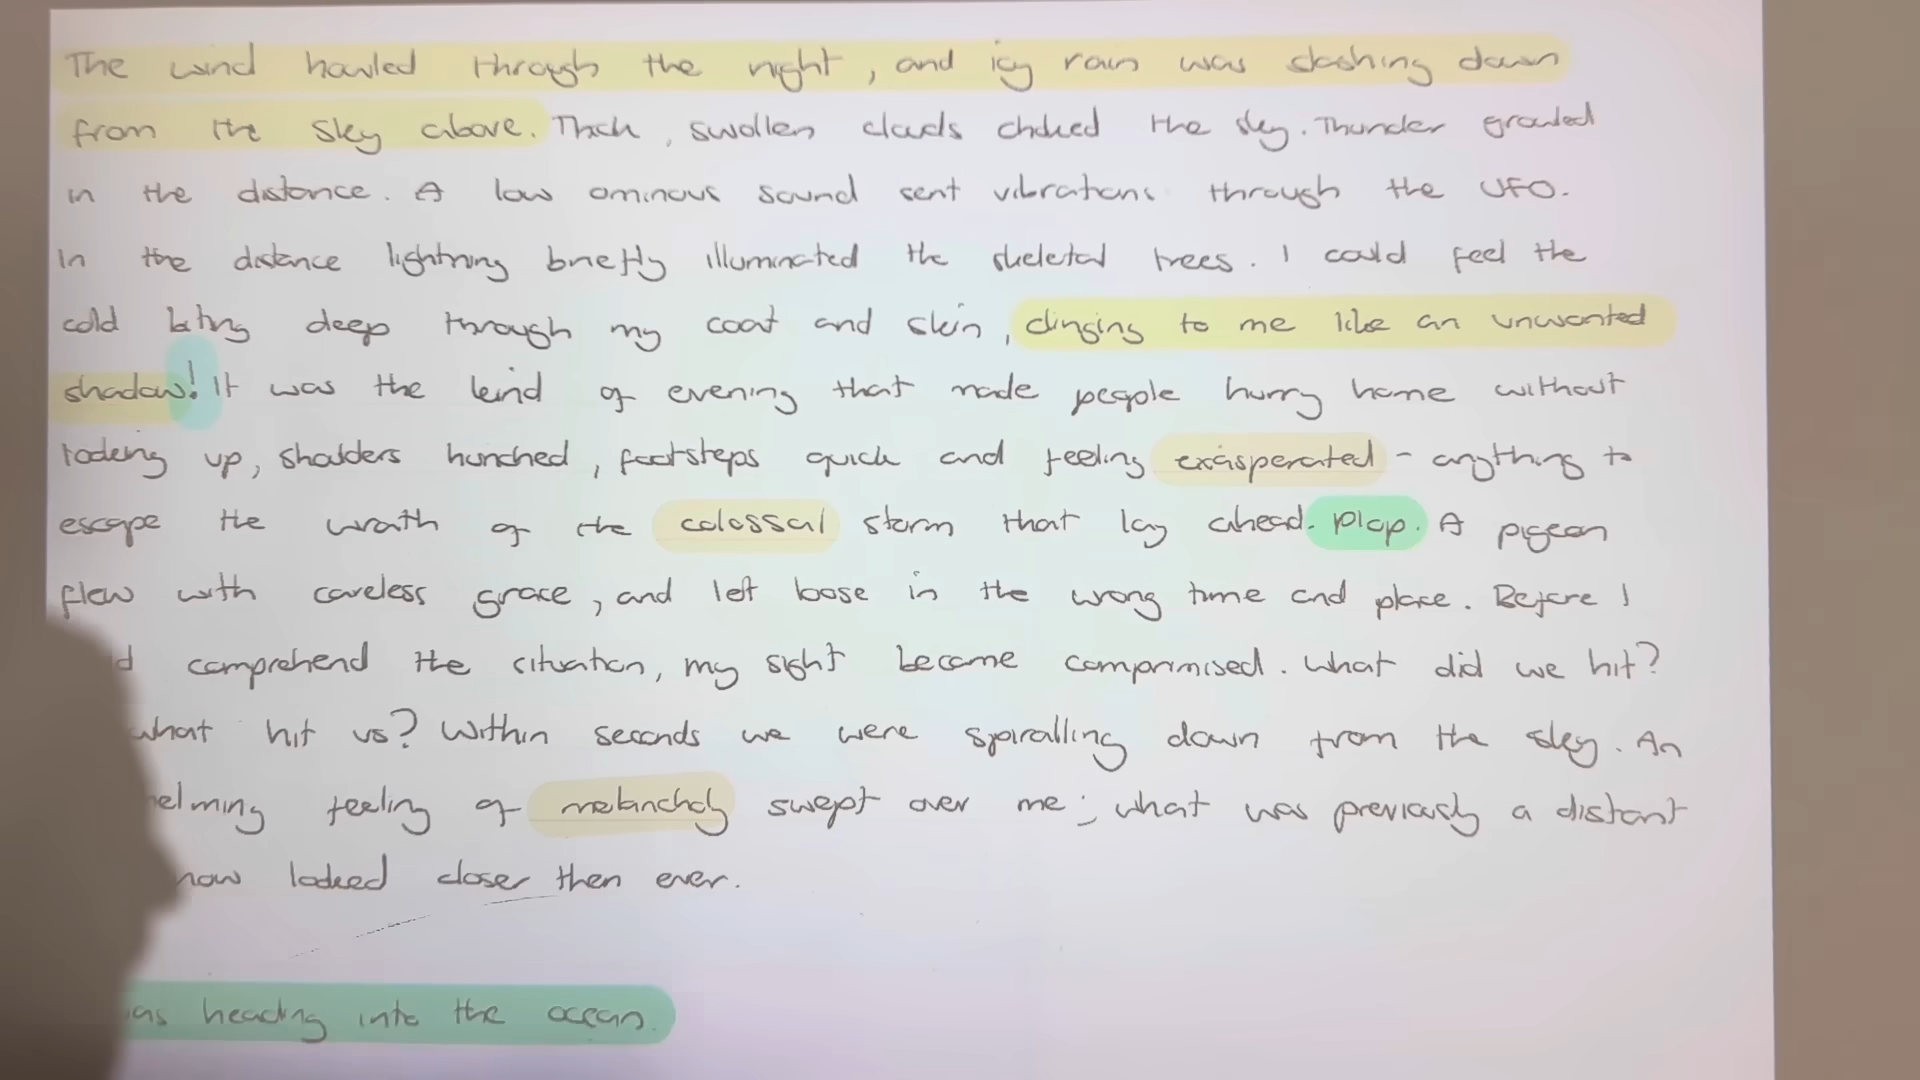 The wind howled through the night, and icy rain was slashing down
from the sky above. Thick, swollen clouds choked the sky. Thunder growled
in the distance. A low ominous sound sent vibrations through the UFO.
In the distance lightning briefly illuminated the skeletal trees. I could feel the
cold biting deep through my coat and skin, clinging to me like an unwanted
shadow! It was the kind of evening that made people hurry home without
looking up, shoulders hunched, footsteps quick and feeling exasperated - anything to
escape the wrath of the colossal storm that lay ahead. Plop. A pigeon
flew with careless grace, and left loose in the wrong time and place. Before I
comprehend the situation, my sight became comprimised. What did we hit?
what hit us? Within seconds we were spiralling down from the sky. An
helming feeling of melancholy swept over me; what was previously a distant
now looked closer then ever.
as heading into the ocean.